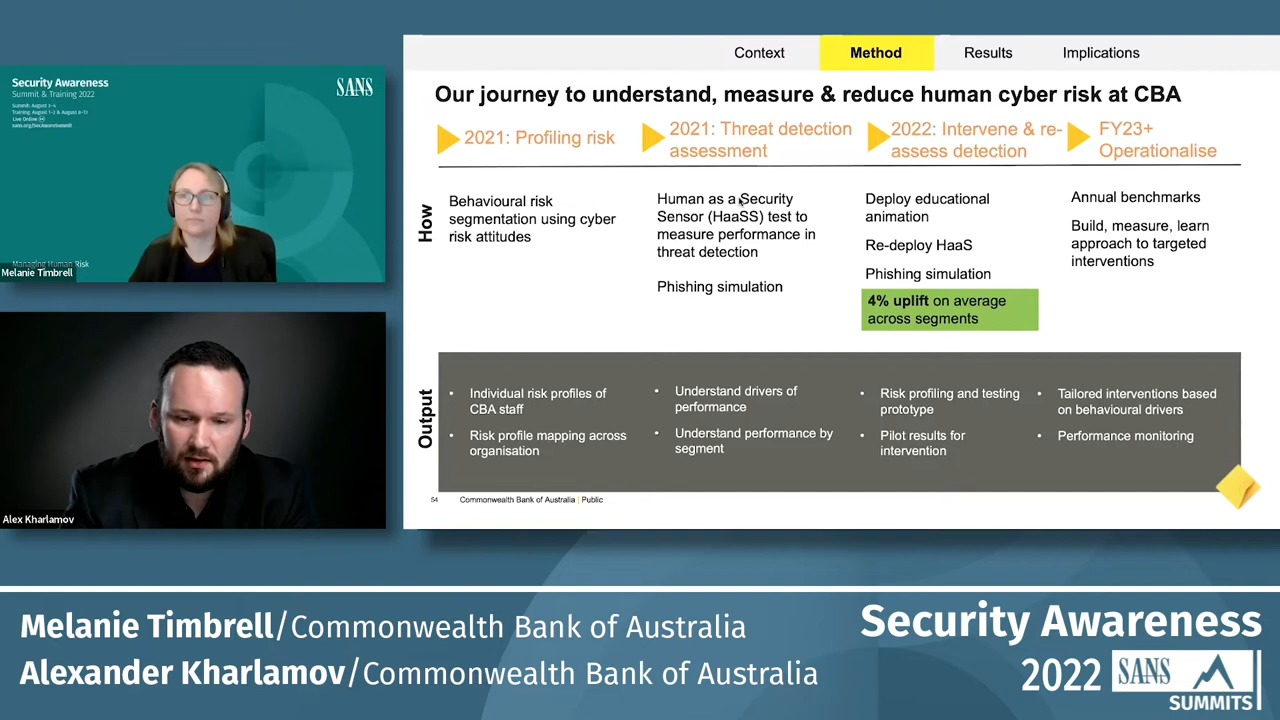 Security Awareness
Summit & Training 2022
Live Online
SANS
Managing Human Risk
Melanie Timbrell
Alex Kharlamov
Context
Method
Results
Implications
Our journey to understand, measure & reduce human cyber risk at CBA
2021: Profiling risk
2021: Threat detection
assessment
2022: Intervene & re-
assess detection
FY23+
Operationalise
How
Behavioural risk
segmentation using cyber
risk attitudes
Human as a Security
Sensor (HaaSS) test to
measure performance in
threat detection
Phishing simulation
Deploy educational
animation
Re-deploy HaaS
Phishing simulation
4% uplift on average
across segments
Annual benchmarks
Build, measure, learn
approach to targeted
interventions
Output
• Individual risk profiles of
CBA staff
• Risk profile mapping across
organisation
• Understand drivers of
performance
• Understand performance by
segment
• Risk profiling and testing
prototype
• Pilot results for
intervention
• Tailored interventions based
on behavioural drivers
• Performance monitoring
54 Commonwealth Bank of Australia | Public
Melanie Timbrell/Commonwealth Bank of Australia
Alexander Kharlamov/Commonwealth Bank of Australia
Security Awareness
2022 SANS
SUMMITS